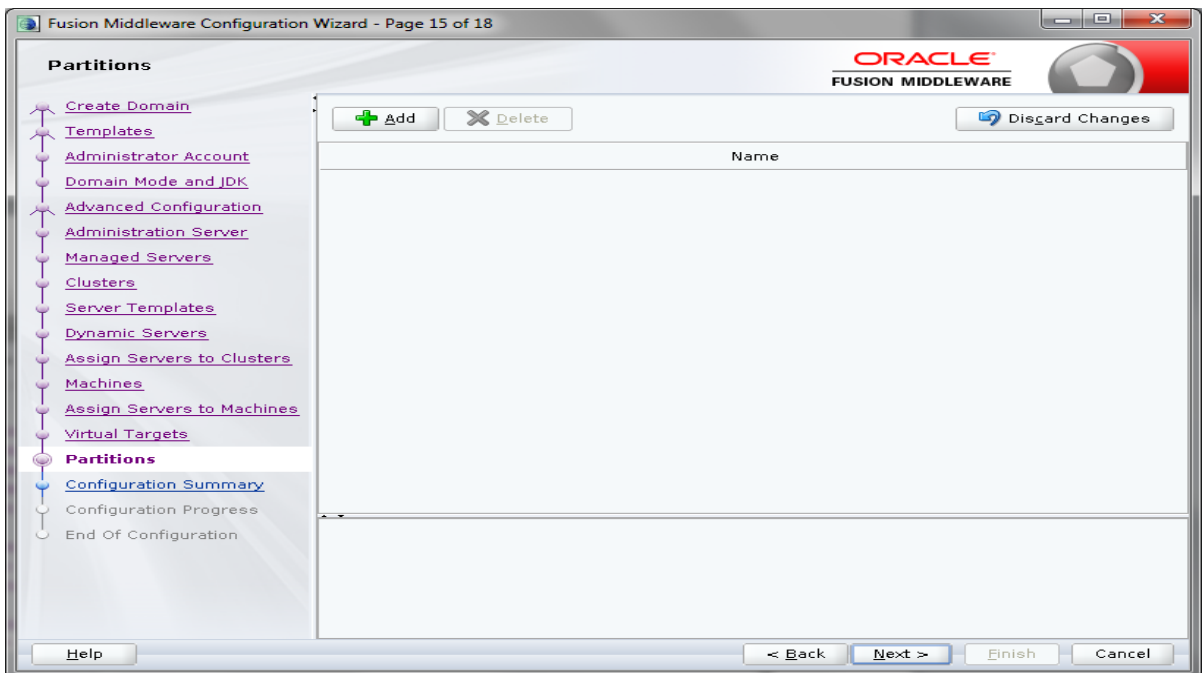 Fusion Middleware Configuration Wizard - Page 15 of 18
Partitions
ORACLE
FUSION MIDDLEWARE
Create Domain
Templates
Administrator Account
Domain Mode and JDK
Advanced Configuration
Administration Server
Managed Servers
Clusters
Server Templates
Dynamic Servers
Assign Servers to Clusters
Machines
Assign Servers to Machines
Virtual Targets
Partitions
Configuration Summary
Configuration Progress
End Of Configuration
Add Delete Discard Changes
Name
Help < Back Next > Finish Cancel